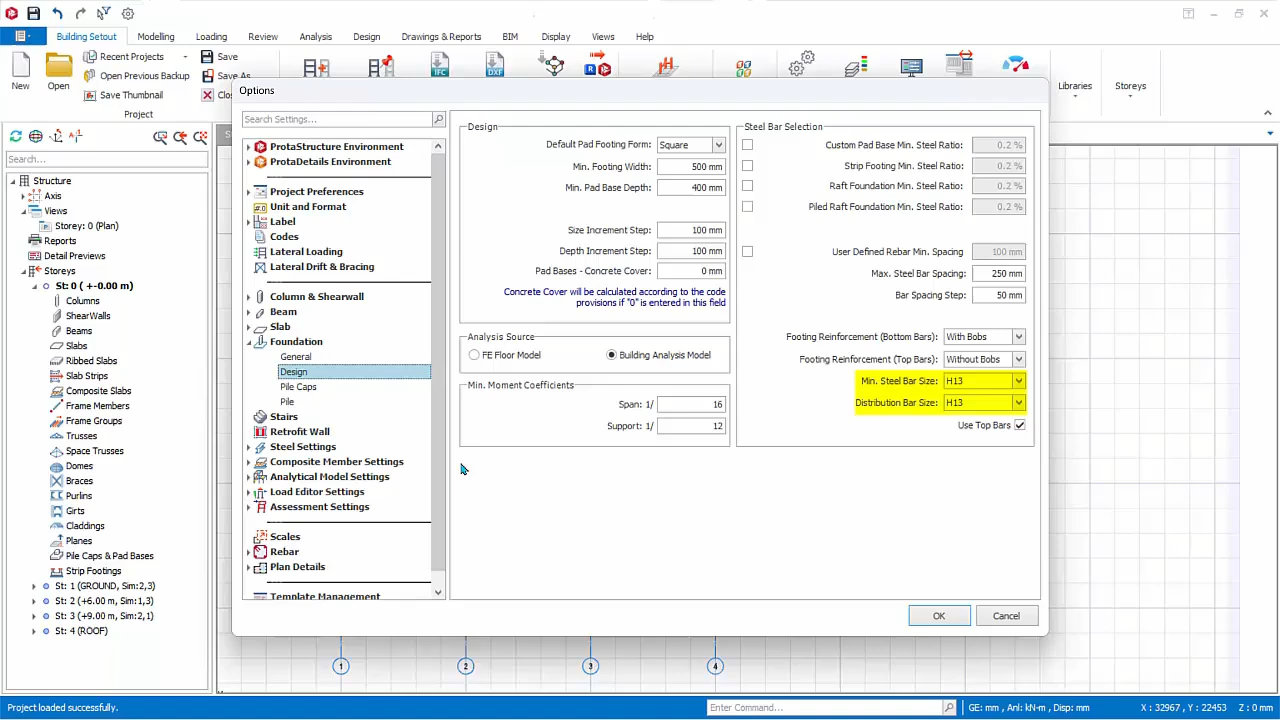 Building Setout
Modelling
Loading
Review
Analysis
Design
Drawings & Reports
BIM
Display
Views
Help
New
Open
Recent Projects
Open Previous Backup
Save Thumbnail
Save
Save As
Project
IFC
DXF
Libraries
Storeys
Search...
Structure
Axis
Views
Storey: 0 (Plan)
Reports
Detail Previews
Storeys
St: 0 ( +-0.00 m)
Columns
ShearWalls
Beams
Slabs
Ribbed Slabs
Slab Strips
Composite Slabs
Frame Members
Frame Groups
Trusses
Space Trusses
Domes
Braces
Purlins
Girts
Claddings
Planes
Pile Caps & Pad Bases
Strip Footings
St: 1 (GROUND, Sim:2,3)
St: 2 (+6.00 m, Sim:1,3)
St: 3 (+9.00 m, Sim:2,1)
St: 4 (ROOF)
Options
Search Settings...
ProtaStructure Environment
ProtaDetails Environment
Project Preferences
Unit and Format
Label
Codes
Lateral Loading
Lateral Drift & Bracing
Column & Shearwall
Beam
Slab
Foundation
General
Design
Pile Caps
Pile
Stairs
Retrofit Wall
Steel Settings
Composite Member Settings
Analytical Model Settings
Load Editor Settings
Assessment Settings
Scales
Rebar
Plan Details
Template Management
Design
Default Pad Footing Form: Square
Min. Footing Width: 500 mm
Min. Pad Base Depth: 400 mm
Size Increment Step: 100 mm
Depth Increment Step: 100 mm
Pad Bases - Concrete Cover: 0 mm
Concrete Cover will be calculated according to the code
provisions if "0" is entered in this field
Analysis Source
FE Floor Model
Building Analysis Model
Min. Moment Coefficients
Span: 1/ 16
Support: 1/ 12
Steel Bar Selection
Custom Pad Base Min. Steel Ratio: 0.2 %
Strip Footing Min. Steel Ratio: 0.2 %
Raft Foundation Min. Steel Ratio: 0.2 %
Piled Raft Foundation Min. Steel Ratio: 0.2 %
User Defined Rebar Min. Spacing 100 mm
Max. Steel Bar Spacing: 250 mm
Bar Spacing Step: 50 mm
Footing Reinforcement (Bottom Bars): With Bobs
Footing Reinforcement (Top Bars): Without Bobs
Min. Steel Bar Size: H13
Distribution Bar Size: H13
Use Top Bars
OK
Cancel
1
2
3
4
Project loaded successfully.
Enter Command...
GE: mm , Anl: kN-m , Disp: mm
X : 32967 , Y : 22453
Z : 0 mm